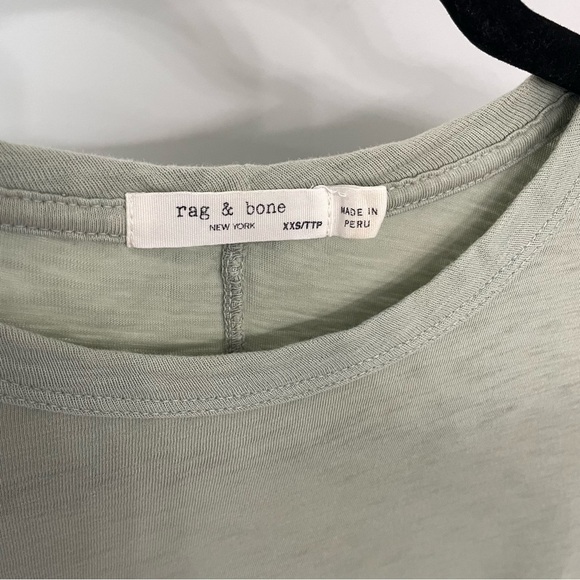 rag & bone
NEW YORK
XXS/TTP
MADE IN
PERU